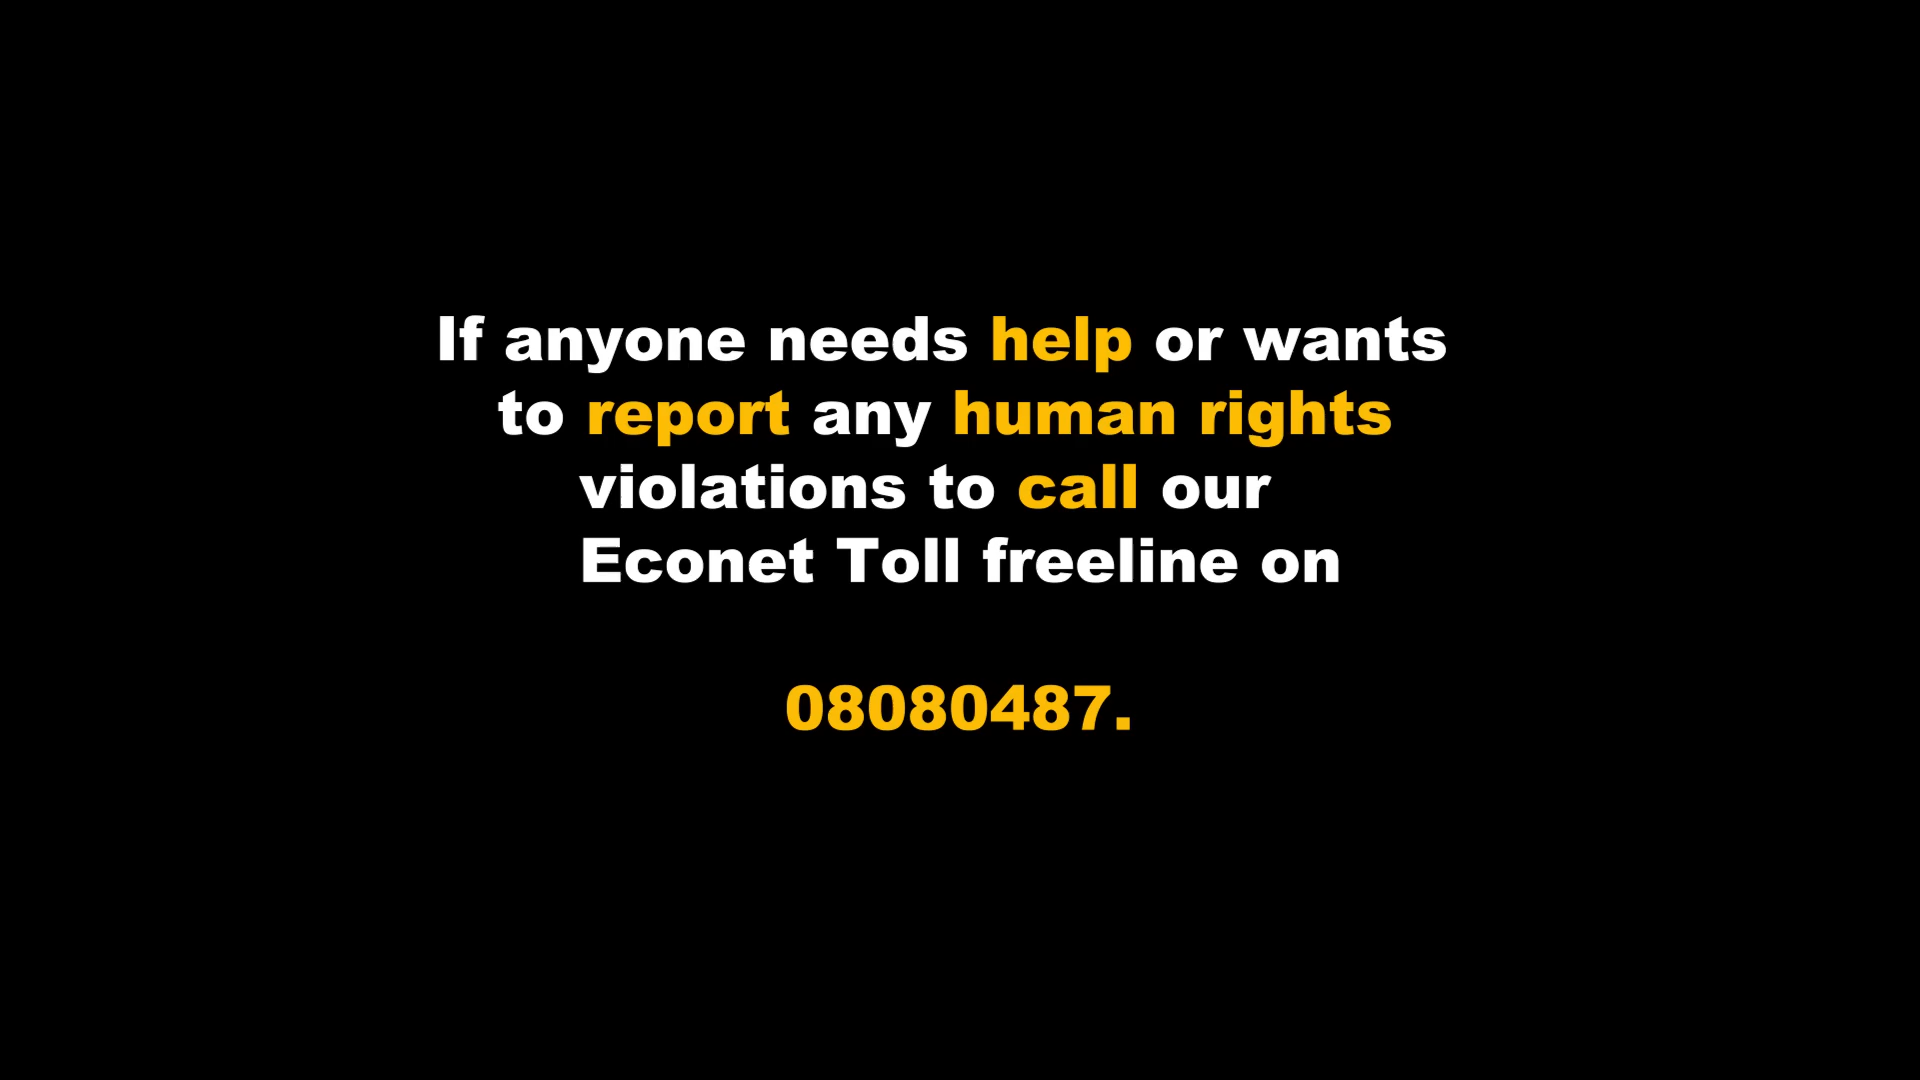 If anyone needs help or wants
to report any human rights
violations to call our
Econet Toll freeline on
08080487.